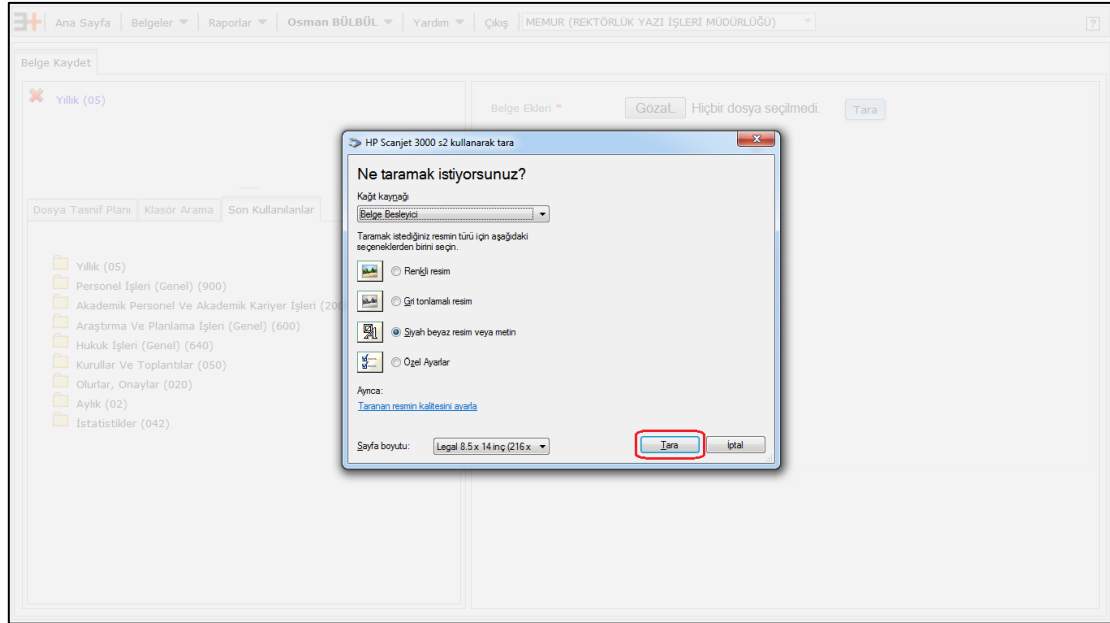 Ana Sayfa Belgeler Raporlar Osman BÜLBÜL Yardım Çıkış MEMUR (REKTÖRLÜK YAZI İŞLERİ MÜDÜRLÜĞÜ) ?
Belge Kaydet
Yıllık (05)
Belge Ekleri * Gözat.. Hiçbir dosya seçilmedi. Tara
Dosya Tasnif Planı Klasör Arama Son Kullanılanlar
Yıllık (05)
Personel İşleri (Genel) (900)
Akademik Personel Ve Akademik Kariyer İşleri (200
Araştırma Ve Planlama İşleri (Genel) (600)
Hukuk İşleri (Genel) (640)
Kurullar Ve Toplantılar (050)
Olurlar, Onaylar (020)
Aylık (02)
İstatistikler (042)
HP Scanjet 3000 s2 kullanarak tara
Ne taramak istiyorsunuz?
Kağıt kaynağı
Belge Besleyici
Taramak istediğiniz resmin türü için aşağıdaki
seçeneklerden birini seçin.
Renkli resim
Gri tonlamalı resim
Siyah beyaz resim veya metin
Özel Ayarlar
Ayrıca:
Taranan resmin kalitesini ayarla
Sayfa boyutu: Legal 8.5 x 14 inç (216 x Tara İptal